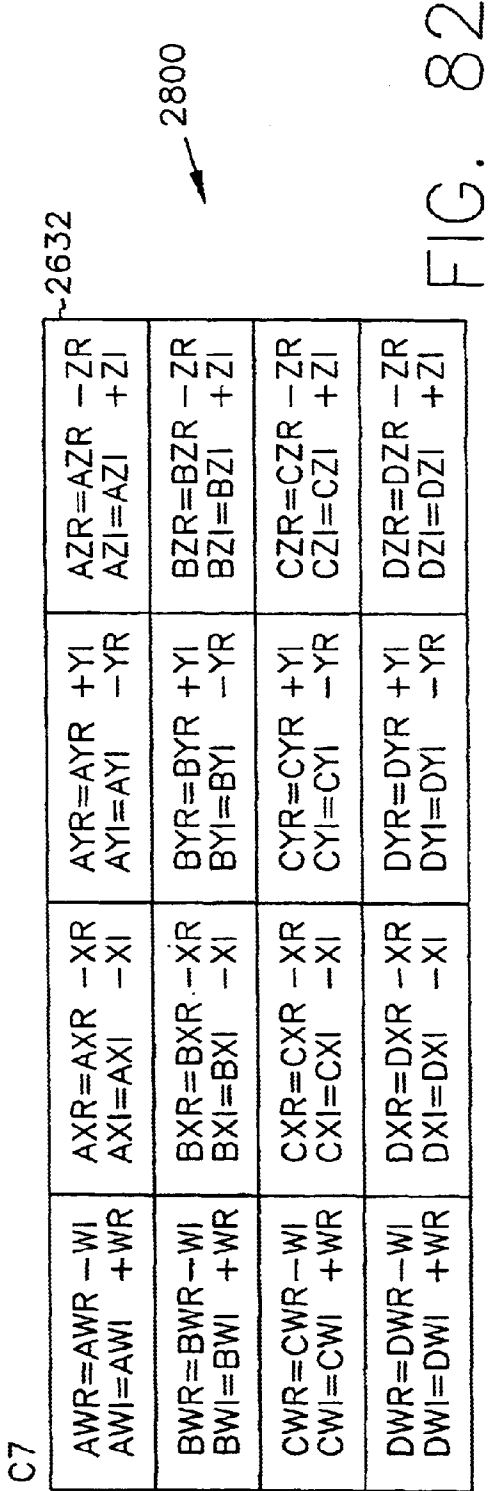 C7
2632
AWR=AWR−WI AXR=AXR −XR AYR=AYR +YI AZR=AZR −ZR
AWI=AWI +WR AXI=AXI −XI AYI=AYI −YR AZI=AZI +ZI
BWR=BWR−WI BXR=BXR −XR BYR=BYR +YI BZR=BZR −ZR
BWI=BWI +WR BXI=BXI −XI BYI=BYI −YR BZI=BZI +ZI
CWR=CWR−WI CXR=CXR −XR CYR=CYR +YI CZR=CZR −ZR
CWI=CWI +WR CXI=CXI −XI CYI=CYI −YR CZI=CZI +ZI
DWR=DWR−WI DXR=DXR −XR DYR=DYR +YI DZR=DZR −ZR
DWI=DWI +WR DXI=DXI −XI DYI=DYI −YR DZI=DZI +ZI
2800
FIG. 82